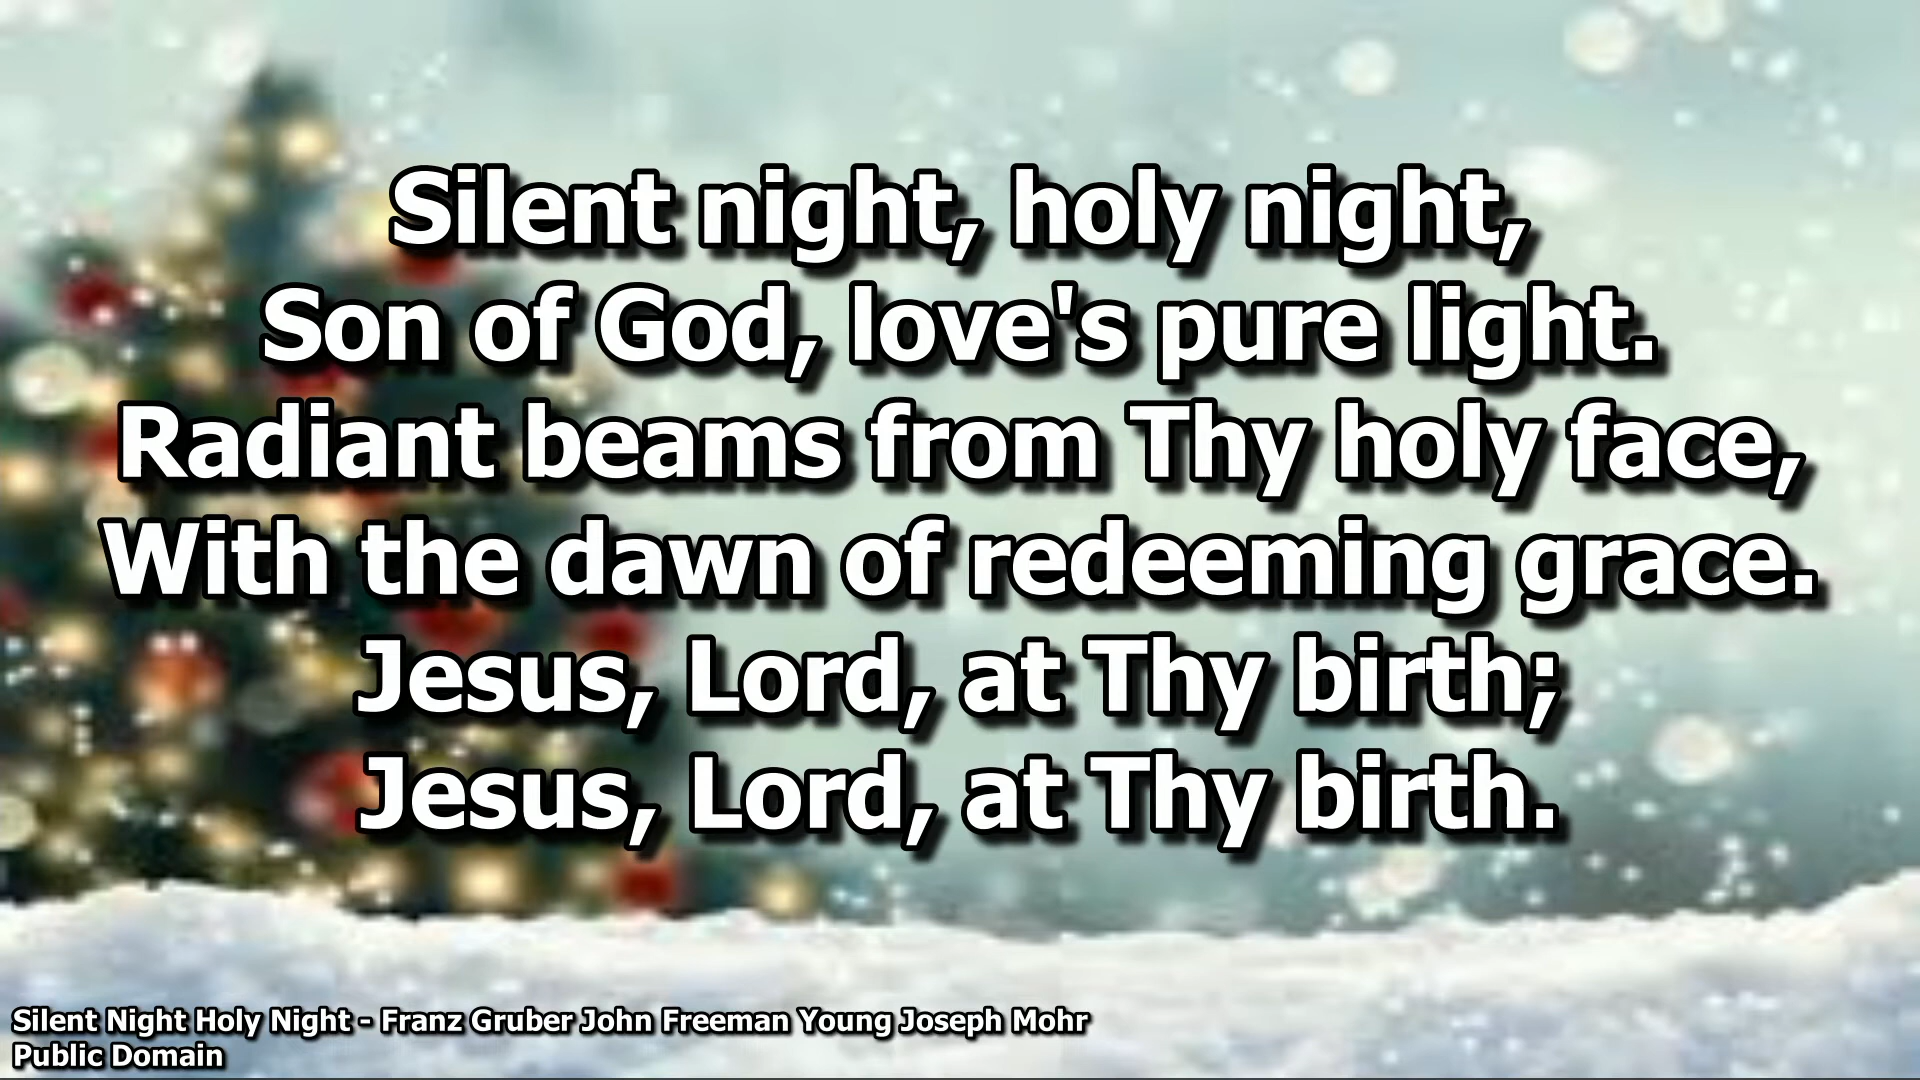 Silent night, holy night,
Son of God, love's pure light.
Radiant beams from Thy holy face,
With the dawn of redeeming grace.
Jesus, Lord, at Thy birth;
Jesus, Lord, at Thy birth.
Silent Night Holy Night - Franz Gruber John Freeman Young Joseph Mohr
Public Domain